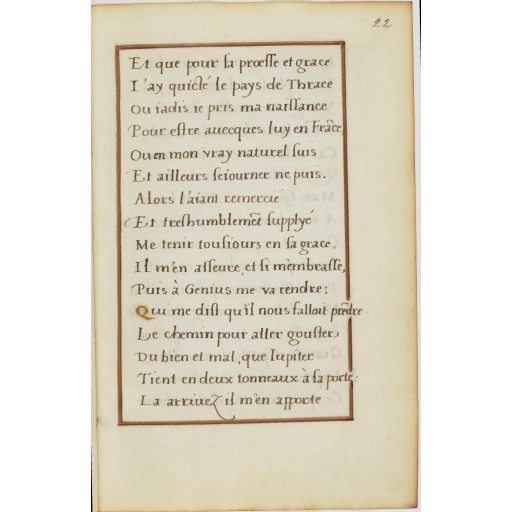 22
Et que pour sa proesse et grace
I'ay quicté le pays de Thrace
Ou iadis ie pris ma naissance
Pour estre auecques luy en Frãce,
Ou en mon vray naturel suis
Et ailleurs seiourner ne puis.
Alors l'aiant remercié
Et treshumblemẽt supplyé
Me tenir tousiours en sa grace,
Il m'en asseure, et si m'embrasse,
Puis à Genius me va rendre:
Qui me dist qu'il nous falloit prẽdre
Le chemin pour aller gouster
Du bien et mal, que Iupiter
Tient en deux tonneaux à sa porte:
La arriuez il m'en apporte